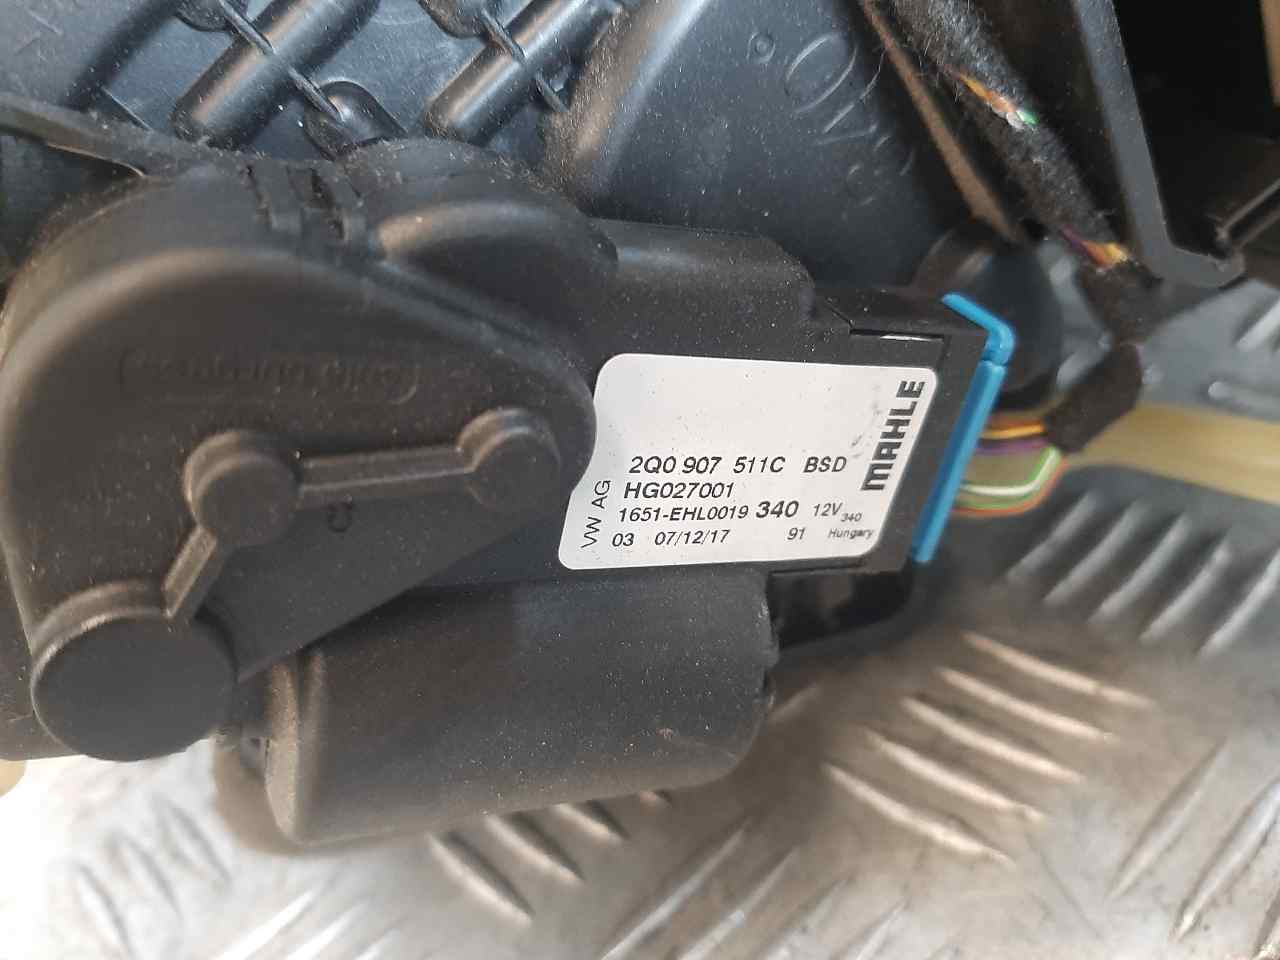 2Q0 907 511C BSD
HG027001
1651-EHL0019 340 12V 340
03 07/12/17 91 Hungary
VW AG
MAHLE